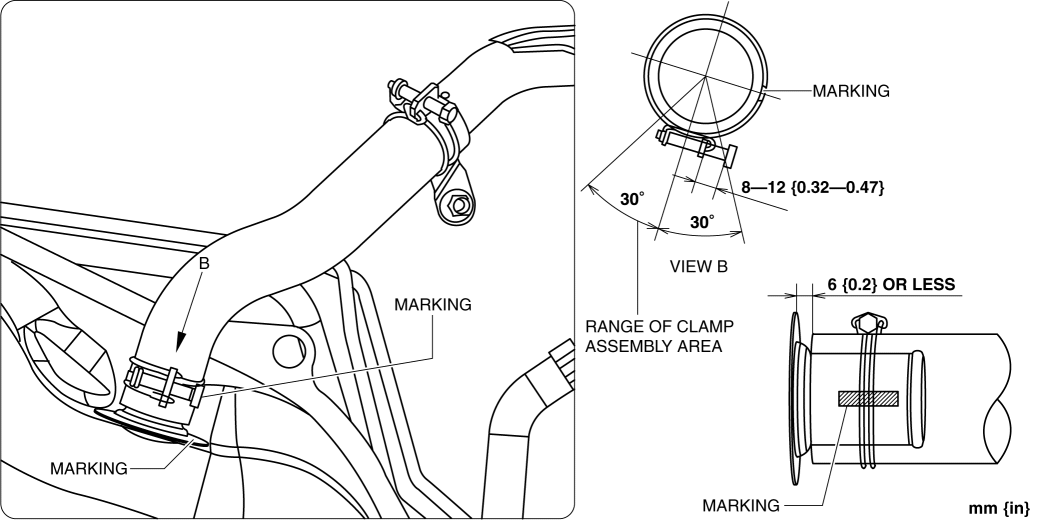 B
MARKING
MARKING
MARKING
8—12 {0.32—0.47}
30°
30°
VIEW B
RANGE OF CLAMP
ASSEMBLY AREA
6 {0.2} OR LESS
MARKING
mm {in}